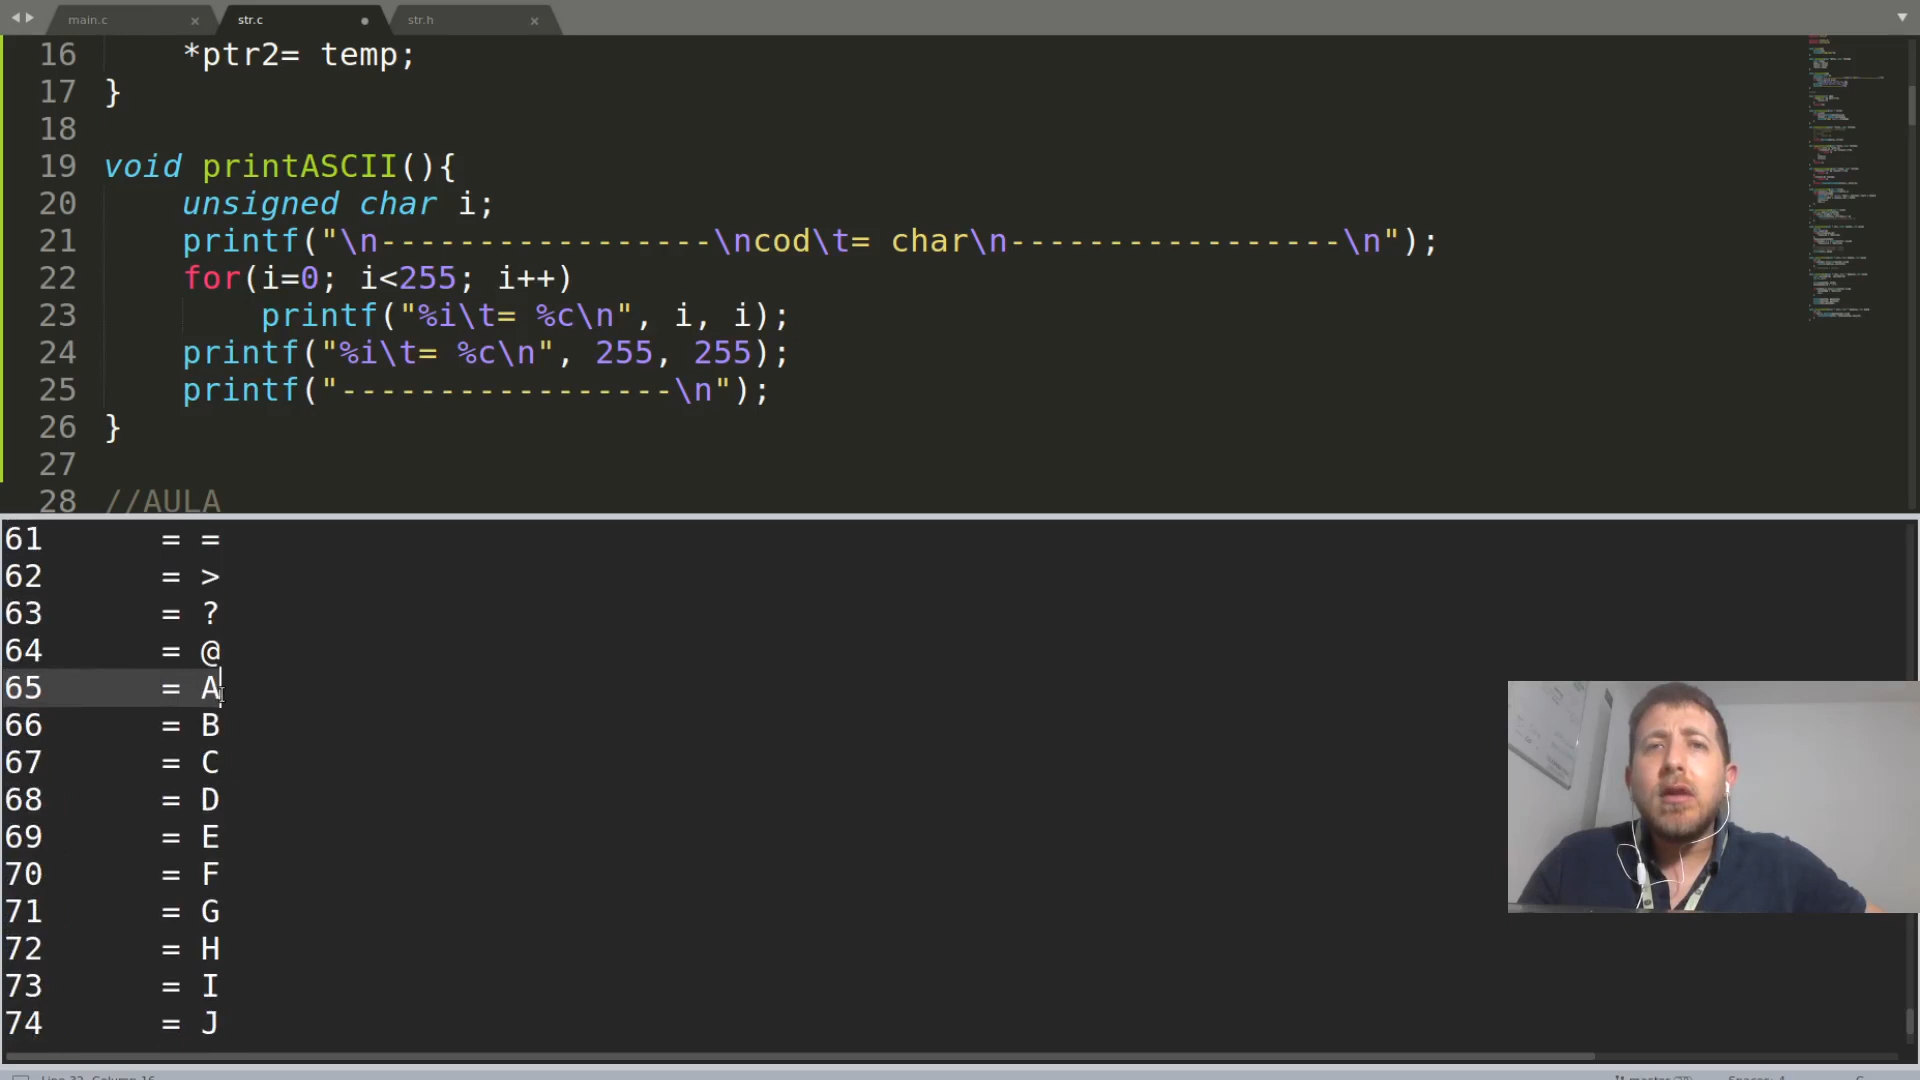 main.c × str.c str.h ×
16 *ptr2= temp;
17 }
18
19 void printASCII(){
20 unsigned char i;
21 printf("\n-----------------\ncod\t= char\n-----------------\n");
22 for(i=0; i<255; i++)
23 printf("%i\t= %c\n", i, i);
24 printf("%i\t= %c\n", 255, 255);
25 printf("-----------------\n");
26 }
27
28 //AULA
61 = =
62 = >
63 = ?
64 = @
65 = A
66 = B
67 = C
68 = D
69 = E
70 = F
71 = G
72 = H
73 = I
74 = J